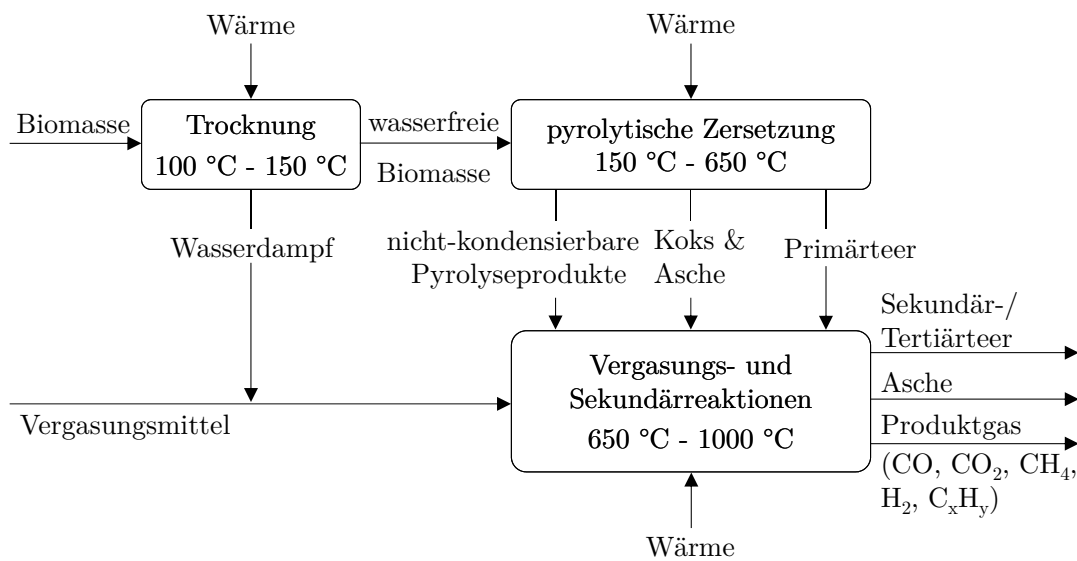 Wärme
Wärme
Biomasse
Trocknung
100 °C - 150 °C
wasserfreie
Biomasse
pyrolytische Zersetzung
150 °C - 650 °C
Wasserdampf
nicht-kondensierbare
Pyrolyseprodukte
Koks &
Asche
Primärteer
Vergasungsmittel
Vergasungs- und
Sekundärreaktionen
650 °C - 1000 °C
Sekundär-/
Tertiärteer
Asche
Produktgas
(CO, CO₂, CH₄,
H₂, CₓHᵧ)
Wärme